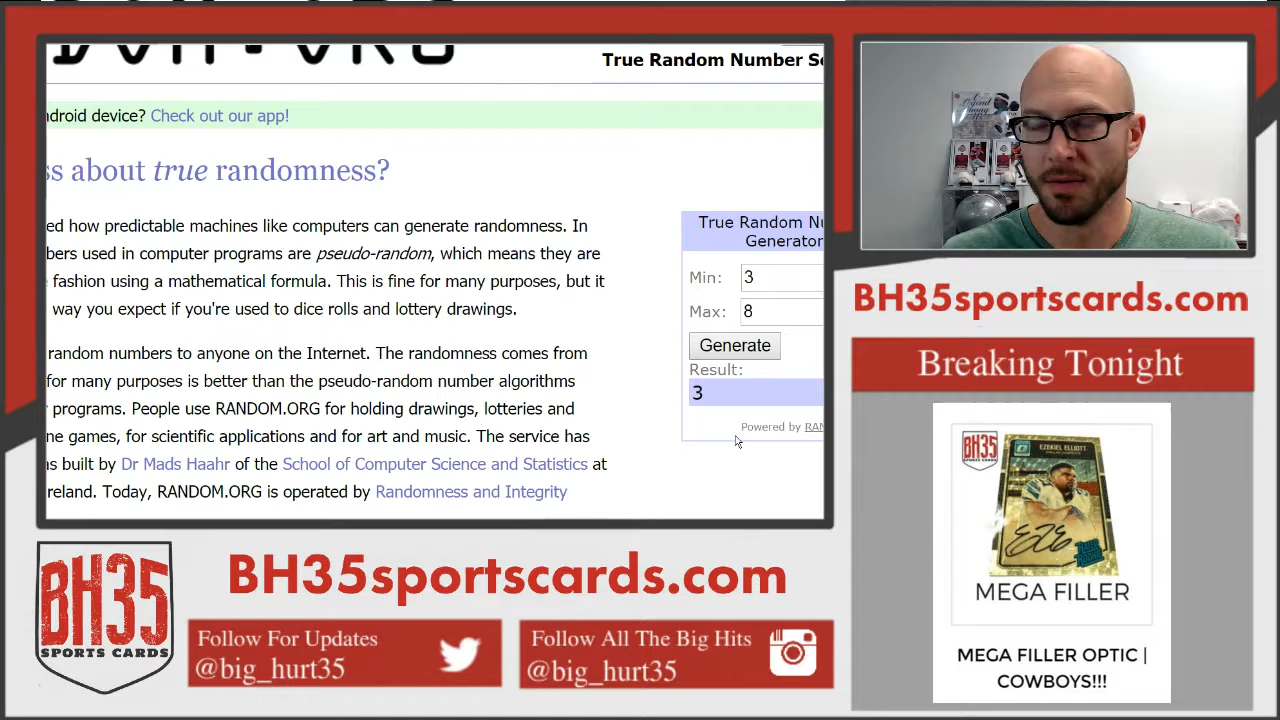 True Random Number Se
ndroid device? Check out our app!
ss about true randomness?
ed how predictable machines like computers can generate randomness. In
bers used in computer programs are pseudo-random, which means they are
fashion using a mathematical formula. This is fine for many purposes, but it
way you expect if you're used to dice rolls and lottery drawings.
random numbers to anyone on the Internet. The randomness comes from
for many purposes is better than the pseudo-random number algorithms
programs. People use RANDOM.ORG for holding drawings, lotteries and
ne games, for scientific applications and for art and music. The service has
s built by Dr Mads Haahr of the School of Computer Science and Statistics at
reland. Today, RANDOM.ORG is operated by Randomness and Integrity
True Random Nu
Generator
Min: 3
Max: 8
Generate
Result:
3
Powered by RAN
BH35sportscards.com
Breaking Tonight
BH35
SPORTS CARDS
EZEKIEL ELLIOTT
MEGA FILLER
MEGA FILLER OPTIC |
COWBOYS!!!
BH35
SPORTS CARDS
BH35sportscards.com
Follow For Updates
@big_hurt35
Follow All The Big Hits
@big_hurt35